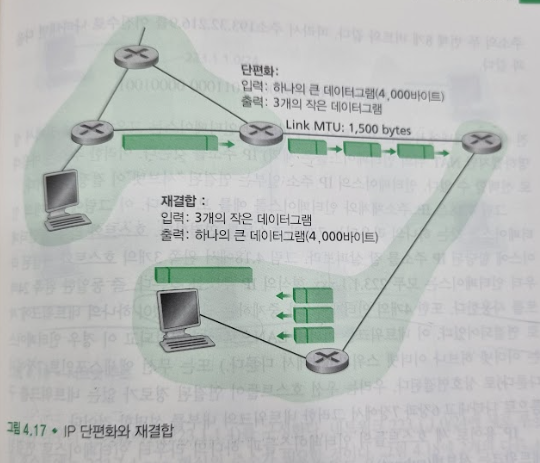 단편화:
입력: 하나의 큰 데이터그램(4,000바이트)
출력: 3개의 작은 데이터그램
Link MTU: 1,500 bytes
재결합 :
입력: 3개의 작은 데이터그램
출력: 하나의 큰 데이터그램(4,000바이트)
그림 4.17 • IP 단편화와 재결합